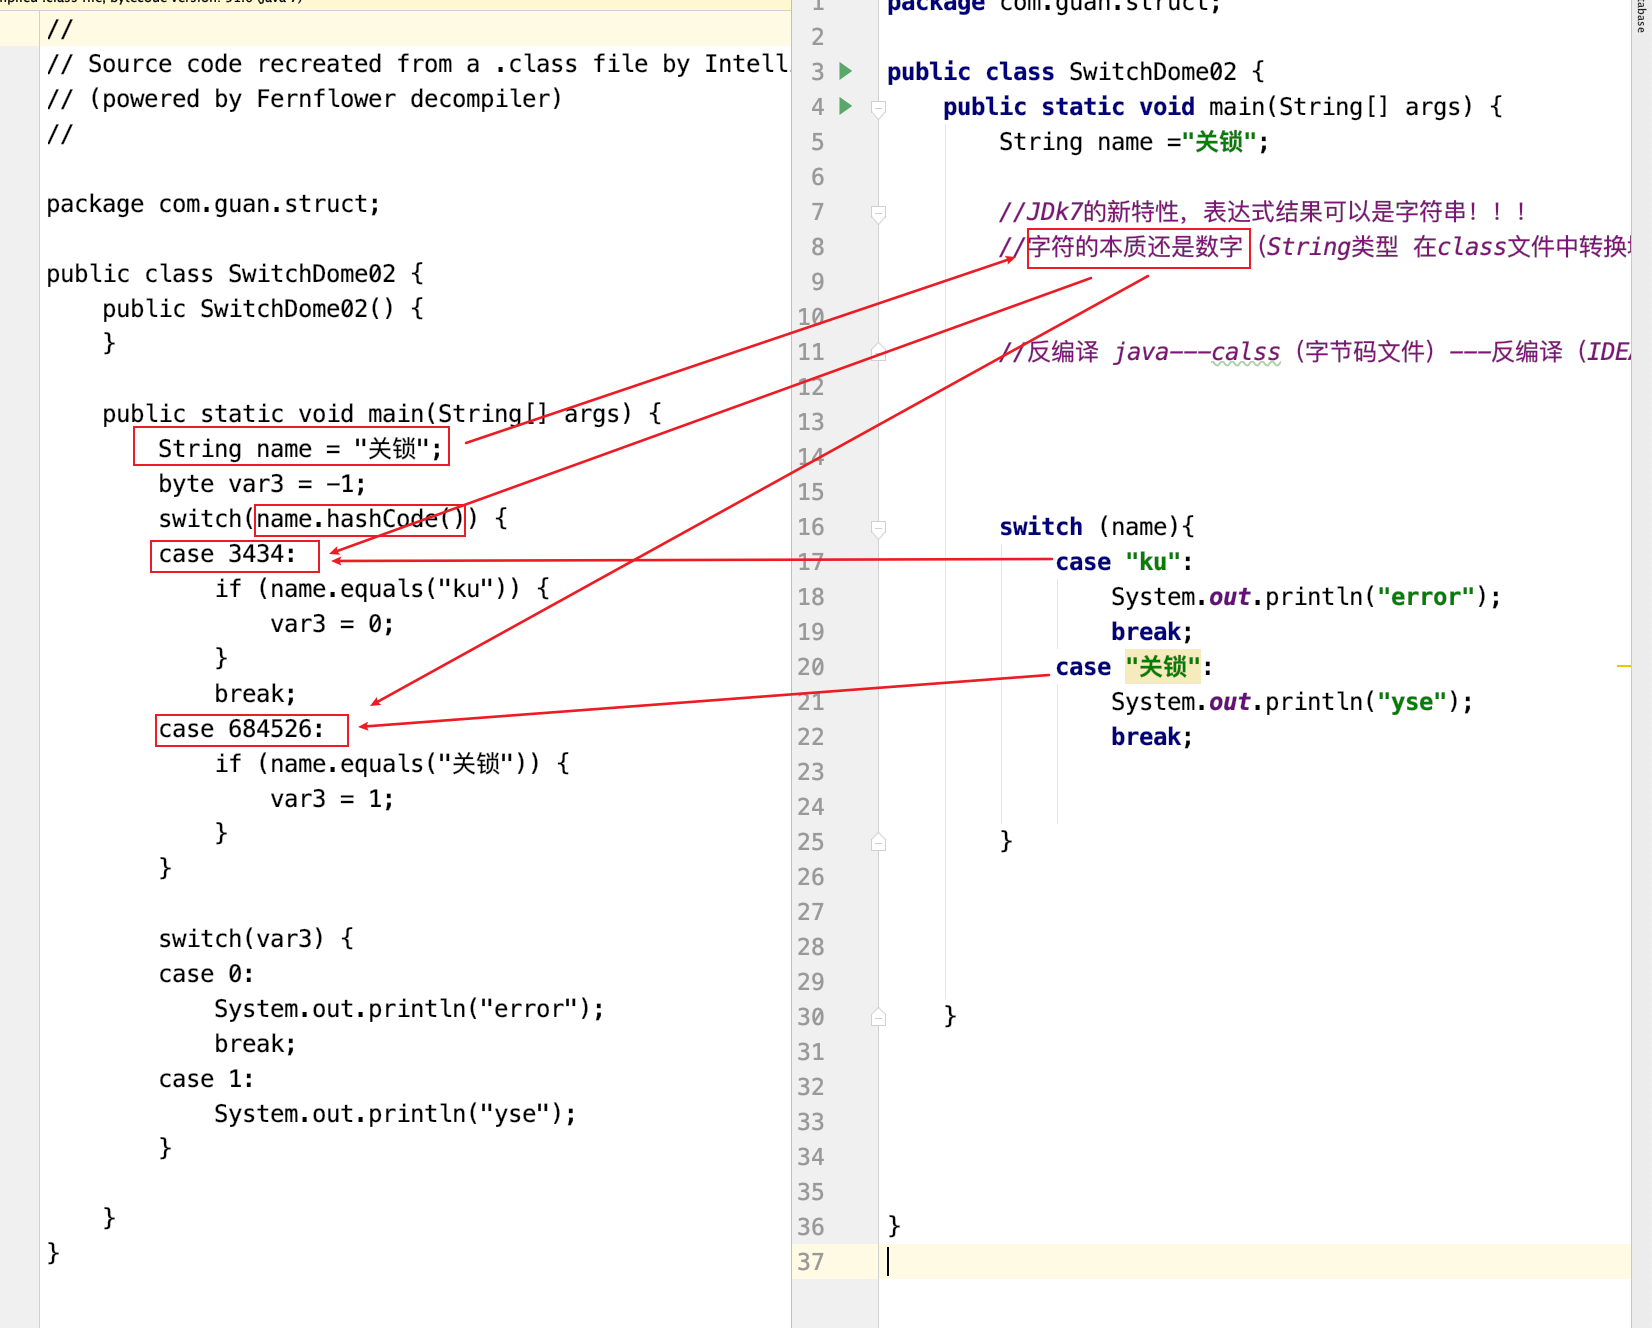 //
// Source code recreated from a .class file by Intell
// (powered by Fernflower decompiler)
//
package com.guan.struct;
public class SwitchDome02 {
public SwitchDome02() {
}
public static void main(String[] args) {
String name = "关锁";
byte var3 = -1;
switch(name.hashCode()) {
case 3434:
if (name.equals("ku")) {
var3 = 0;
}
break;
case 684526:
if (name.equals("关锁")) {
var3 = 1;
}
}
switch(var3) {
case 0:
System.out.println("error");
break;
case 1:
System.out.println("yse");
}
}
}
1 package com.guan.struct;
2
3 public class SwitchDome02 {
4 public static void main(String[] args) {
5 String name ="关锁";
6
7 //JDk7的新特性，表达式结果可以是字符串！！！
8 //字符的本质还是数字（String类型 在class文件中转换
9
10
11 //反编译 java---calss（字节码文件）---反编译（IDEA
12
13
14
15
16 switch (name){
17 case "ku":
18 System.out.println("error");
19 break;
20 case "关锁":
21 System.out.println("yse");
22 break;
23
24
25 }
26
27
28
29
30 }
31
32
33
34
35
36 }
37